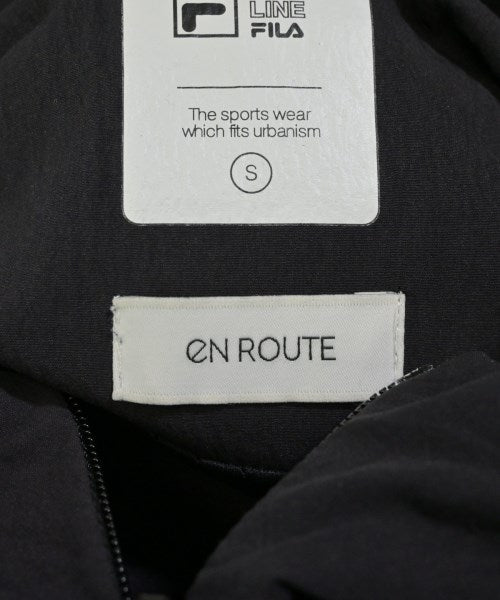 LINE
FILA
The sports wear
which fits urbanism
S
eN ROUTE